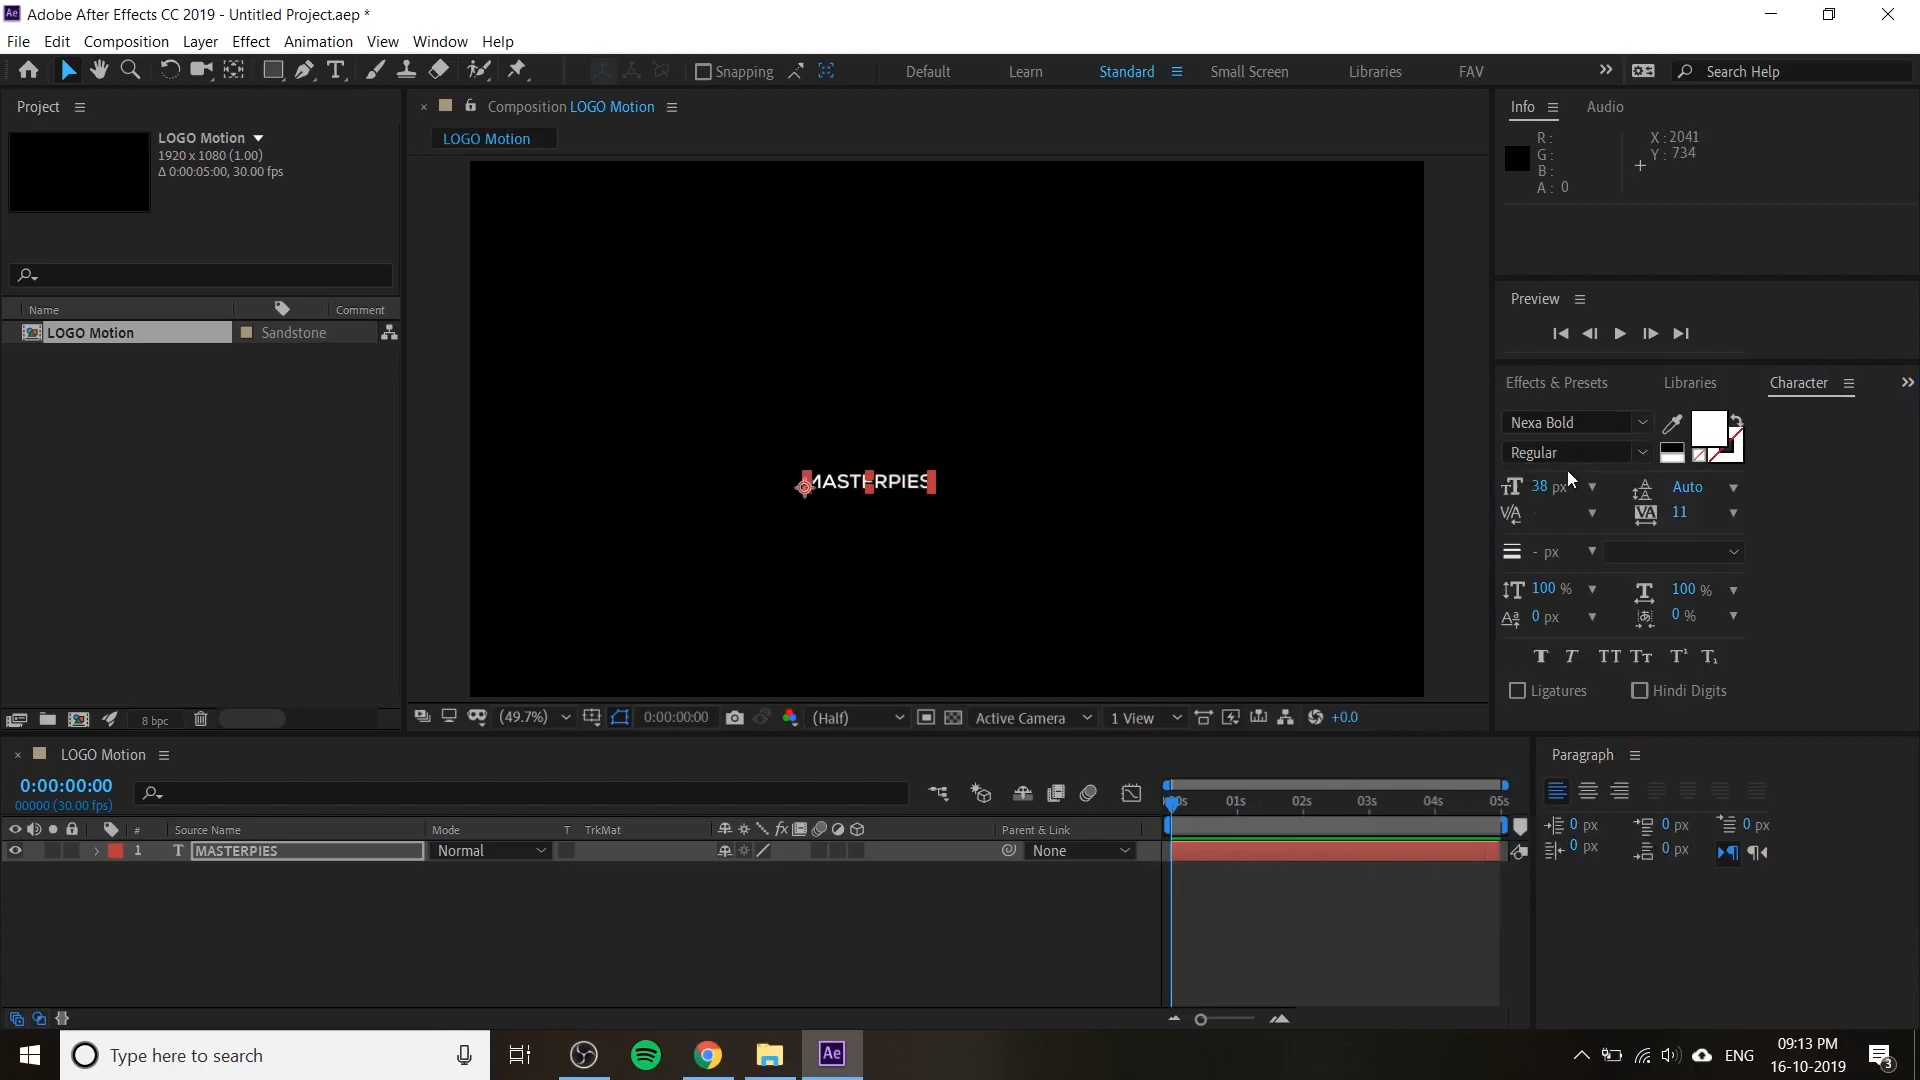 Adobe After Effects CC 2019 - Untitled Project.aep *
File Edit Composition Layer Effect Animation View Window Help
Snapping Default Learn Standard Small Screen Libraries FAV Search Help
Project
LOGO Motion
1920 x 1080 (1.00)
Δ 0:00:05:00, 30.00 fps
Name Comment
LOGO Motion Sandstone
8 bpc
Composition LOGO Motion
LOGO Motion
MASTERPIES
(49.7%) 0:00:00:00 (Half) Active Camera 1 View +0.0
Info Audio
R :
G :
B :
A : 0
X : 2041
Y : 734
Preview
Effects & Presets Libraries Character
Nexa Bold
Regular
38 px Auto
- 11
- px
100 % 100 %
0 px 0 %
Ligatures Hindi Digits
LOGO Motion
0:00:00:00
00000 (30.00 fps)
00s 01s 02s 03s 04s 05s
# Source Name Mode T TrkMat Parent & Link
1 T MASTERPIES Normal None
Paragraph
0 px 0 px 0 px
0 px 0 px
Type here to search
Ae
ENG
09:13 PM
16-10-2019
3